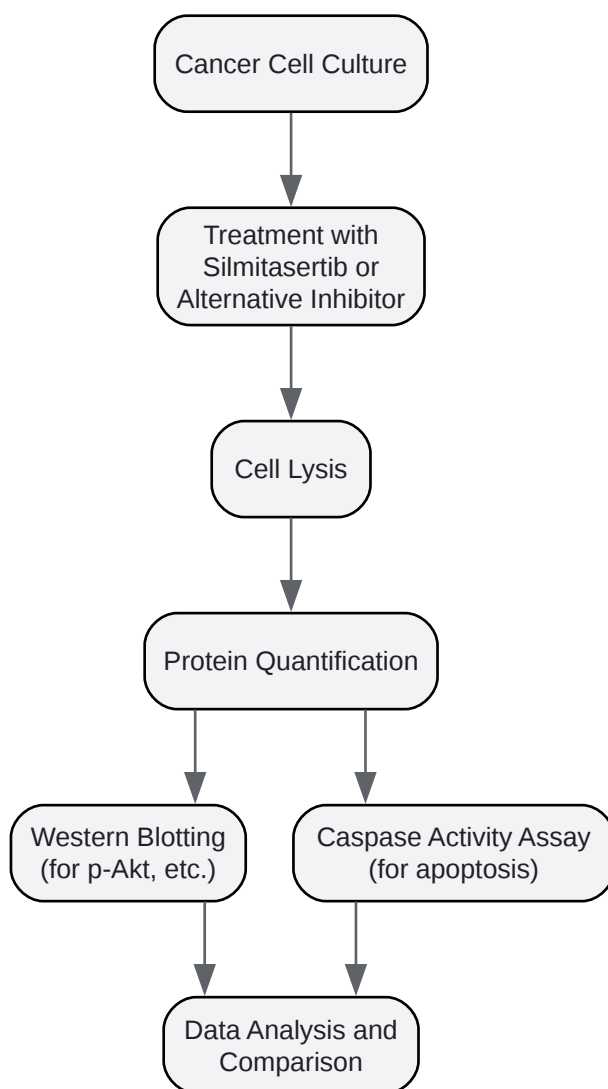 Cancer Cell Culture
Treatment with
Silmitasertib or
Alternative Inhibitor
Cell Lysis
Protein Quantification
Western Blotting
(for p-Akt, etc.)
Caspase Activity Assay
(for apoptosis)
Data Analysis and
Comparison